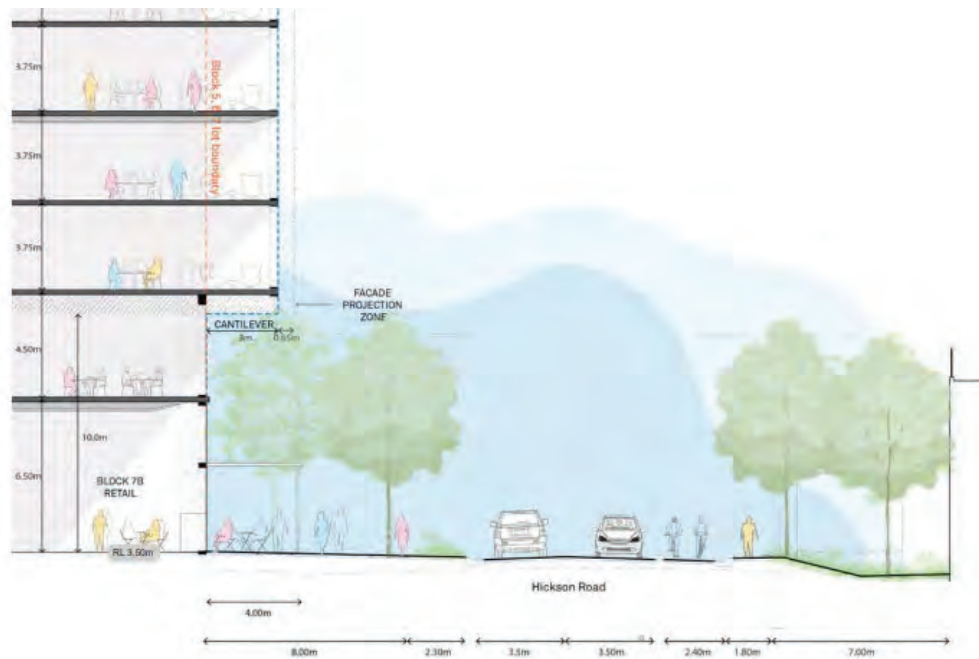 3.75m
3.75m
3.75m
Block 5, 6, 7 lot boundary
FACADE
PROJECTION
ZONE
CANTILEVER
3m
0.65m
4.50m
10.0m
6.50m
BLOCK 7B
RETAIL
RL 3.50m
Hickson Road
4.00m
8.00m
2.30m
3.5m
3.50m
2.40m
1.80m
7.00m